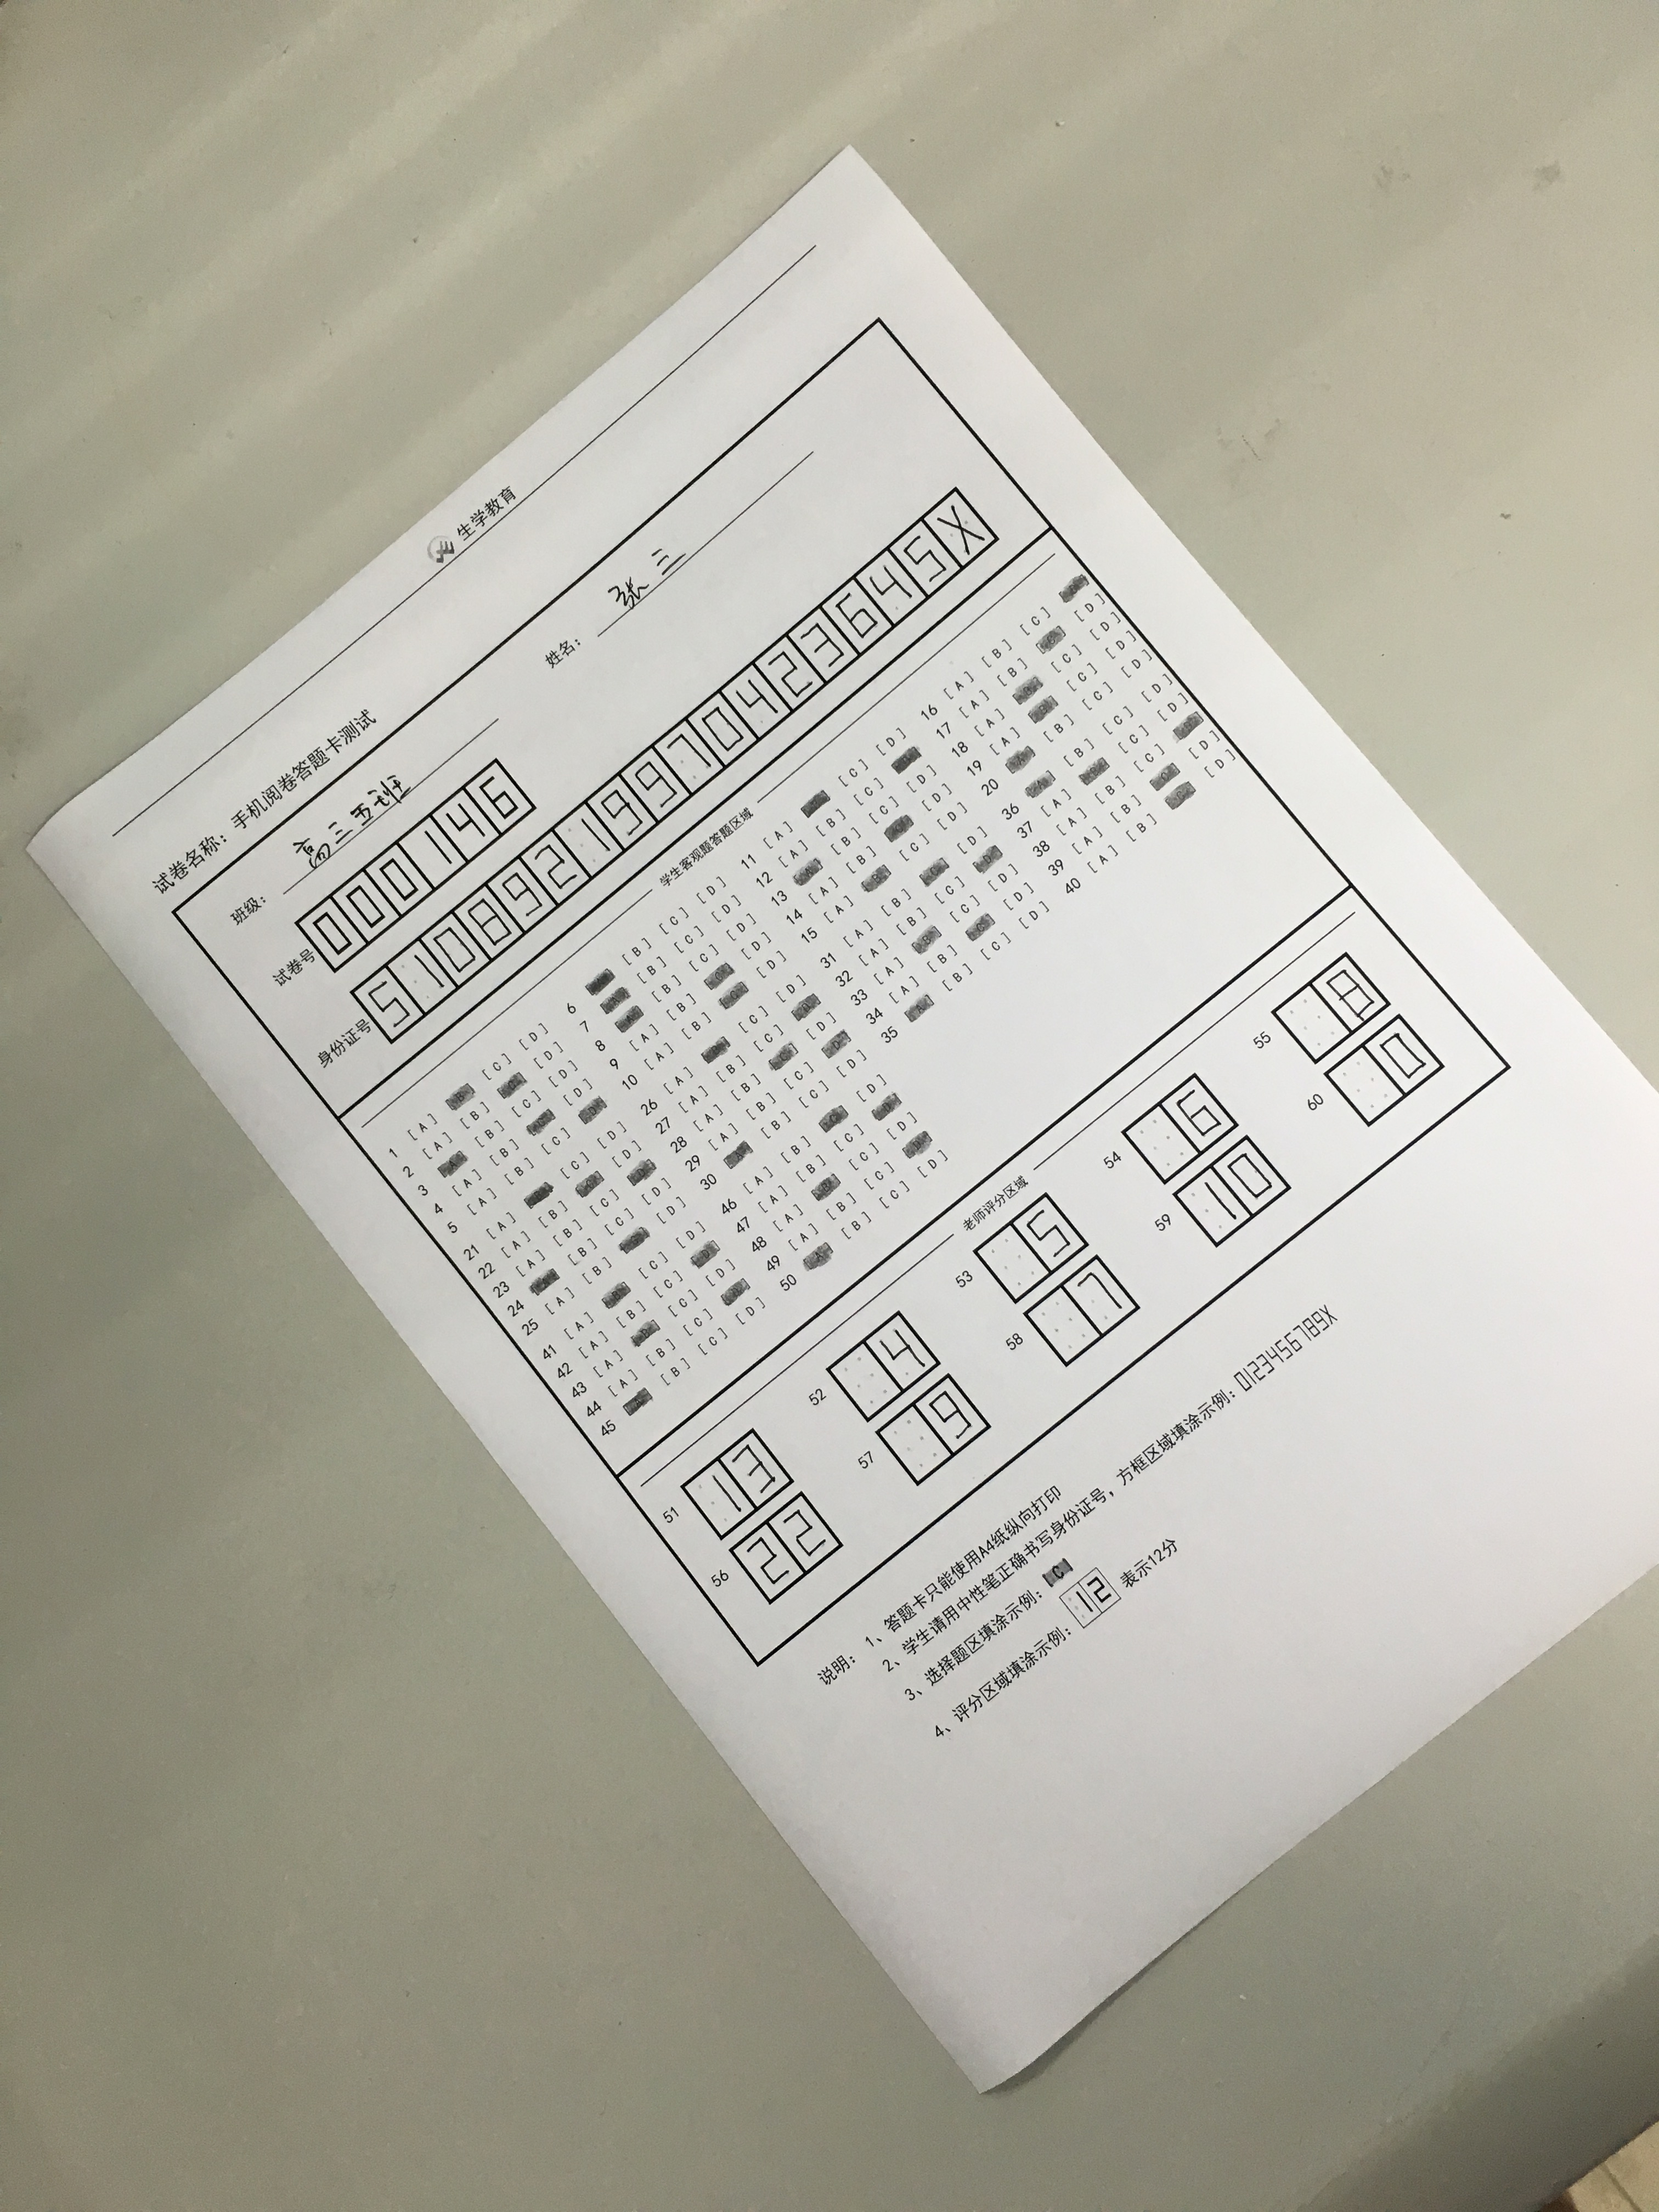 生学教育
试卷名称: 手机阅卷答题卡测试
班级: 高三五班 姓名: 张三
试卷号 000146
身份证号 51089219970423645X
学生客观题答题区域
1 [A] [C] [D] 6 [B] [C] [D] 11 [A] [C] [D] 16 [A] [B] [C]
2 [A] [B] [D] 7 [B] [C] [D] 12 [A] [B] [C] 17 [A] [B] [D]
3 [B] [C] [D] 8 [B] [C] [D] 13 [B] [C] [D] 18 [A] [C] [D]
4 [A] [B] [D] 9 [A] [B] [D] 14 [A] [B] [D] 19 [A] [C] [D]
5 [A] [B] [C] 10 [A] [B] [D] 15 [A] [C] [D] 20 [B] [C] [D]
21 [A] [C] [D] 26 [A] [C] [D] 31 [A] [B] [D] 36 [B] [C] [D]
22 [A] [B] [D] 27 [A] [B] [C] 32 [A] [B] [C] 37 [A] [C] [D]
23 [A] [B] [C] 28 [A] [B] [D] 33 [A] [C] [D] 38 [A] [B] [C]
24 [B] [C] [D] 29 [A] [B] [C] 34 [A] [B] [D] 39 [A] [B] [D]
25 [A] [B] [D] 30 [B] [C] [D] 35 [B] [C] [D] 40 [A] [B] [D]
41 [A] [C] [D] 46 [A] [B] [D]
42 [A] [B] [C] 47 [A] [B] [C]
43 [A] [C] [D] 48 [A] [C] [D]
44 [A] [B] [C] 49 [A] [B] [C]
45 [B] [C] [D] 50 [B] [C] [D]
老师评分区域
51 13 52 4 53 5 54 6 55 8
56 22 57 9 58 7 59 10 60 0
说明: 1、答题卡只能使用A4纸纵向打印
2、学生请用中性笔正确书写身份证号，方框区域填涂示例: 0123456789X
3、选择题区填涂示例: [C]
4、评分区域填涂示例: 12 表示12分